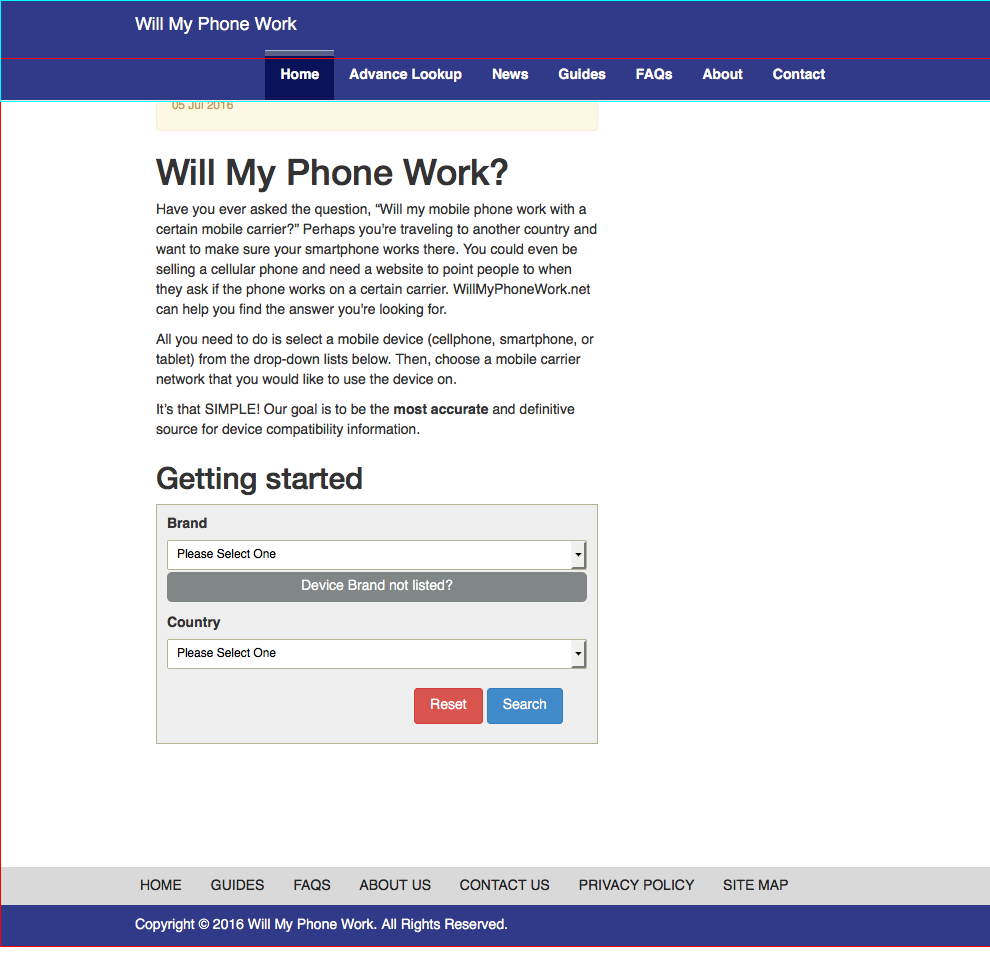 Will My Phone Work
Home Advance Lookup News Guides FAQs About Contact
05 Jul 2016
Will My Phone Work?
Have you ever asked the question, “Will my mobile phone work with a
certain mobile carrier?” Perhaps you're traveling to another country and
want to make sure your smartphone works there. You could even be
selling a cellular phone and need a website to point people to when
they ask if the phone works on a certain carrier. WillMyPhoneWork.net
can help you find the answer you're looking for.
All you need to do is select a mobile device (cellphone, smartphone, or
tablet) from the drop-down lists below. Then, choose a mobile carrier
network that you would like to use the device on.
It's that SIMPLE! Our goal is to be the most accurate and definitive
source for device compatibility information.
Getting started
Brand
Please Select One
Device Brand not listed?
Country
Please Select One
Reset Search
HOME GUIDES FAQS ABOUT US CONTACT US PRIVACY POLICY SITE MAP
Copyright © 2016 Will My Phone Work. All Rights Reserved.